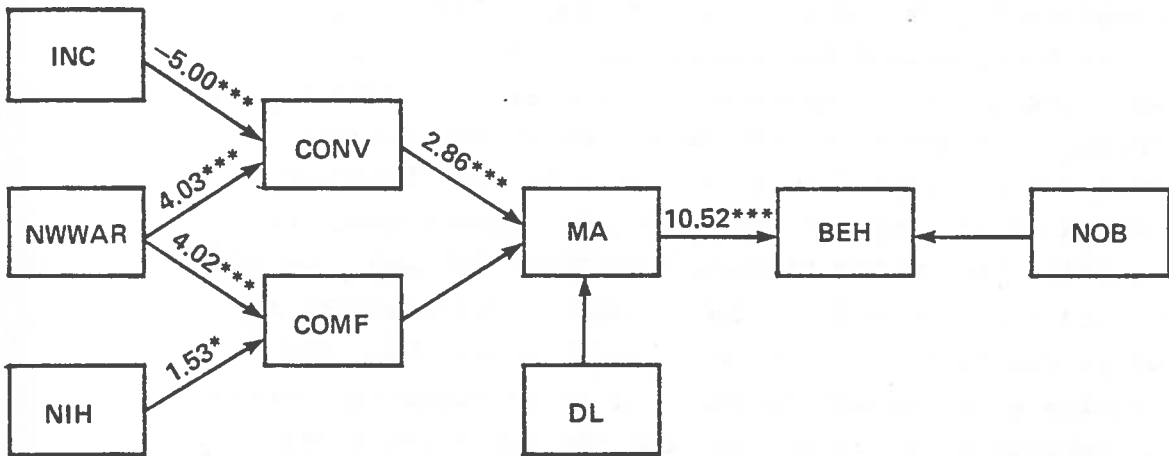 INC
-5.00***
CONV
2.86***
4.03***
NWWAR
4.02***
MA
10.52***
BEH
NOB
COMF
1.53*
NIH
DL